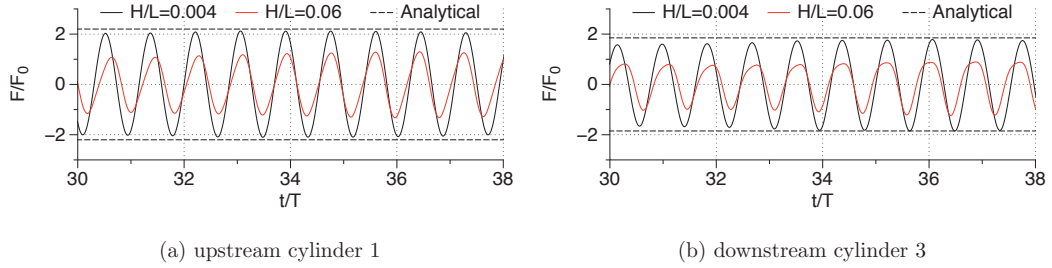 H/L=0.004 H/L=0.06 Analytical
2
0
−2
F/F0
30 32 34 36 38
t/T
(a) upstream cylinder 1
H/L=0.004 H/L=0.06 Analytical
2
0
−2
F/F0
30 32 34 36 38
t/T
(b) downstream cylinder 3